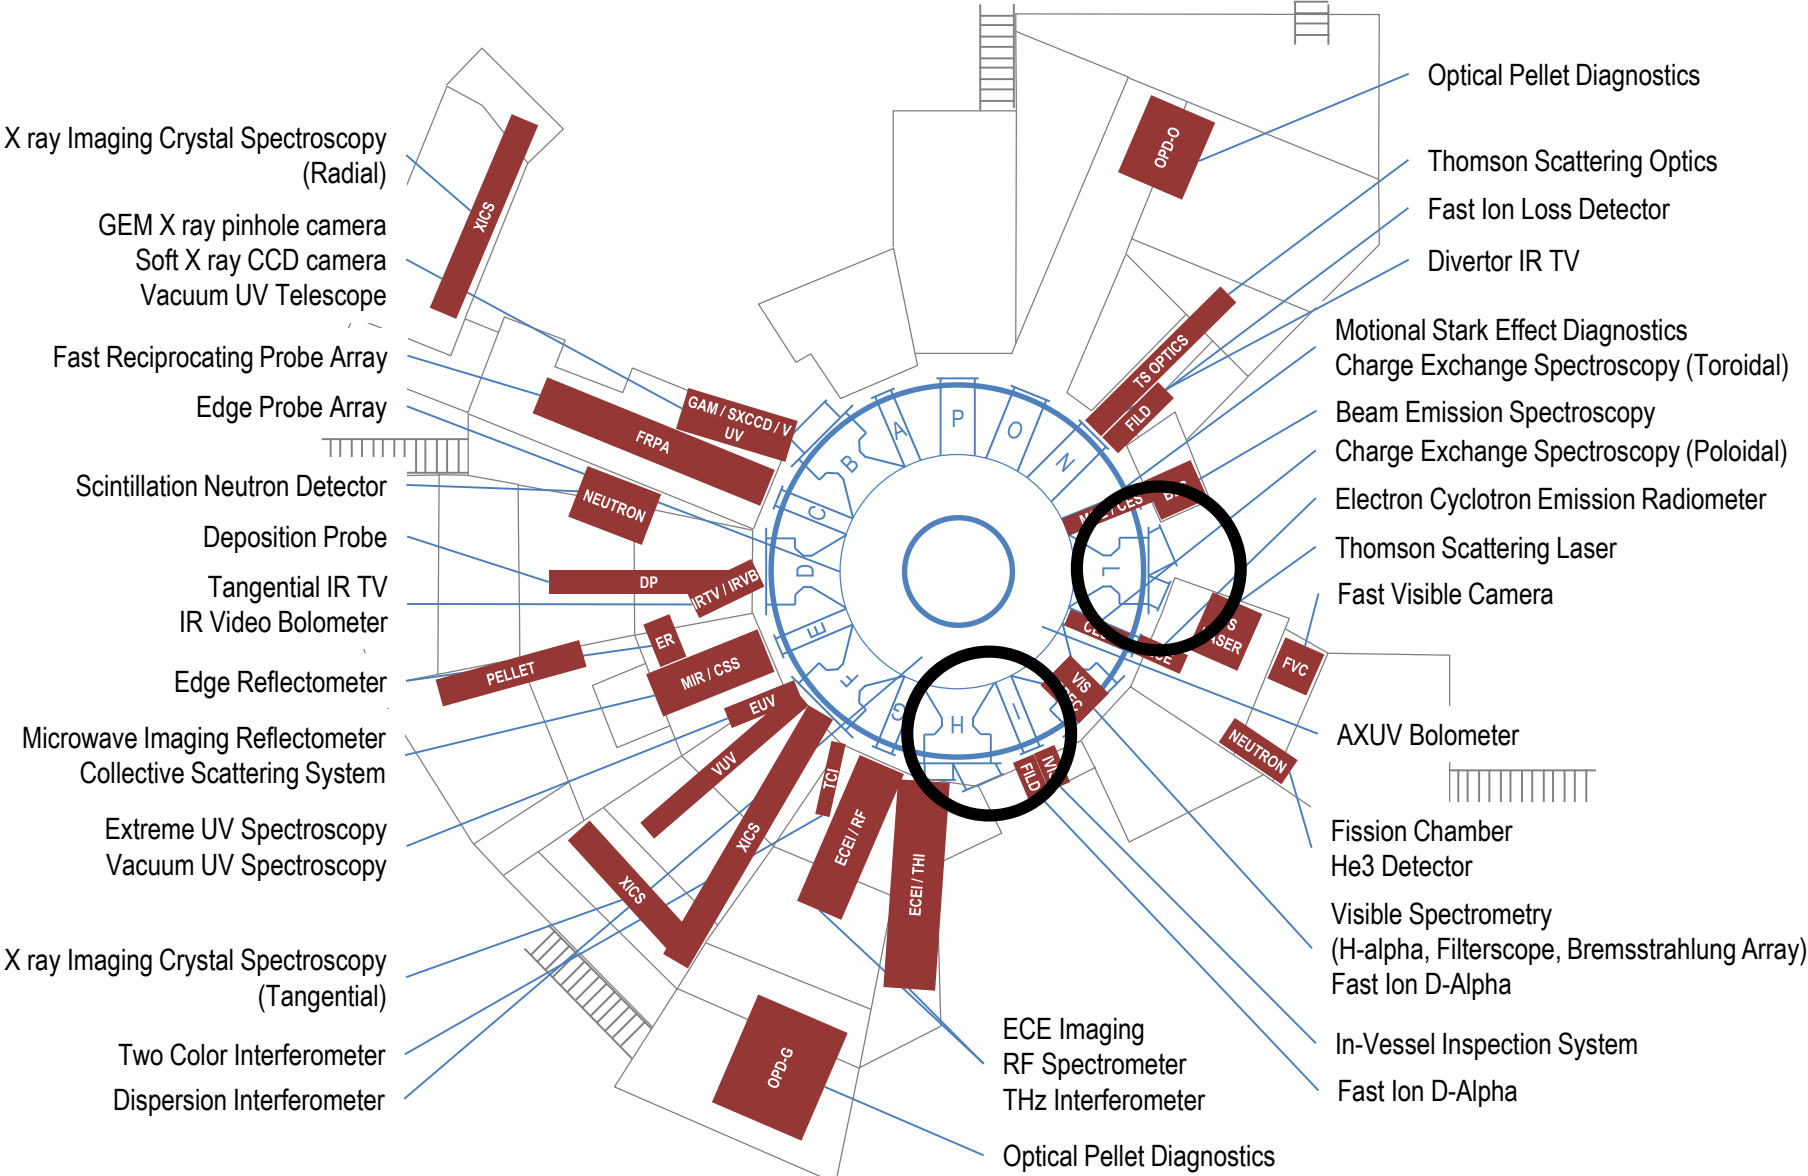 X ray Imaging Crystal Spectroscopy
(Radial)
GEM X ray pinhole camera
Soft X ray CCD camera
Vacuum UV Telescope
Fast Reciprocating Probe Array
Edge Probe Array
Scintillation Neutron Detector
Deposition Probe
Tangential IR TV
IR Video Bolometer
Edge Reflectometer
Microwave Imaging Reflectometer
Collective Scattering System
Extreme UV Spectroscopy
Vacuum UV Spectroscopy
X ray Imaging Crystal Spectroscopy
(Tangential)
Two Color Interferometer
Dispersion Interferometer
XICS
GAM / SXCCD / V
UV
FRPA
NEUTRON
DP
IRTV / IRVB
ER
PELLET
MIR / CSS
EUV
VUV
XICS
XICS
TCI
ECEI / RF
ECEI / THI
OPD-G
A
B
C
D
E
F
G
H
I
L
N
O
P
OPD-O
TS OPTICS
FILD
/ CES
VIS
FVC
NEUTRON
FILD
Optical Pellet Diagnostics
Thomson Scattering Optics
Fast Ion Loss Detector
Divertor IR TV
Motional Stark Effect Diagnostics
Charge Exchange Spectroscopy (Toroidal)
Beam Emission Spectroscopy
Charge Exchange Spectroscopy (Poloidal)
Electron Cyclotron Emission Radiometer
Thomson Scattering Laser
Fast Visible Camera
AXUV Bolometer
Fission Chamber
He3 Detector
Visible Spectrometry
(H-alpha, Filterscope, Bremsstrahlung Array)
Fast Ion D-Alpha
In-Vessel Inspection System
Fast Ion D-Alpha
ECE Imaging
RF Spectrometer
THz Interferometer
Optical Pellet Diagnostics